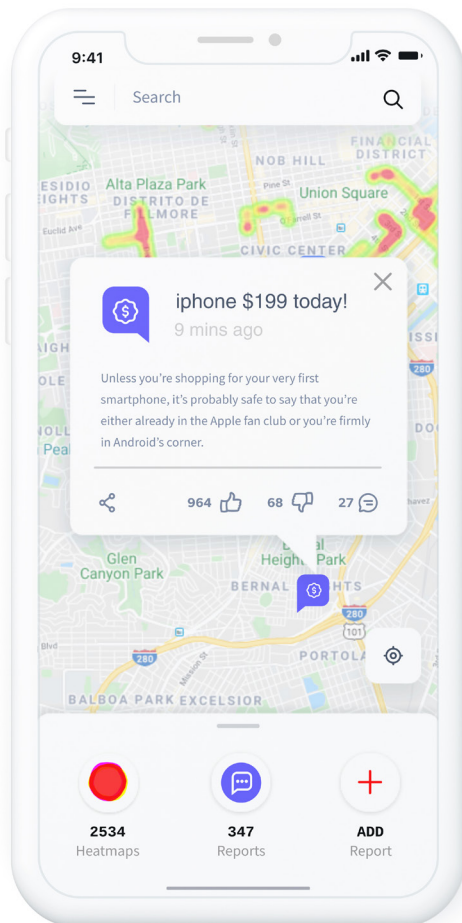 9:41
Search
FINANCIAL
DISTRICT
NOB HILL
Pine St
Alta Plaza Park
Union Square
DISTRITO DE
FILLMORE
ESIDIO
EIGHTS
Euclid Ave
CIVIC CENTER
iphone $199 today!
9 mins ago
Unless you’re shopping for your very first
smartphone, it’s probably safe to say that you’re
either already in the Apple fan club or you’re firmly
in Android’s corner.
964
68
27
280
Glen
Canyon Park
Park
BERNAL
HTS
280
101
Blvd
280
Mission St
PORTOLA
BALBOA PARK
EXCELSIOR
2534
Heatmaps
347
Reports
ADD
Report